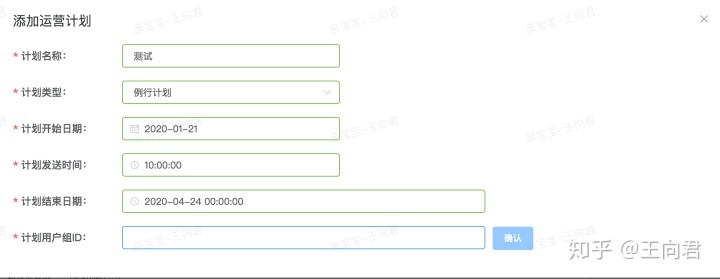 添加运营计划
* 计划名称： 测试
* 计划类型： 例行计划
* 计划开始日期： 2020-01-21
* 计划发送时间： 10:00:00
* 计划结束日期： 2020-04-24 00:00:00
* 计划用户组ID： 确认
知乎 @王向君
亲宝宝-王向君